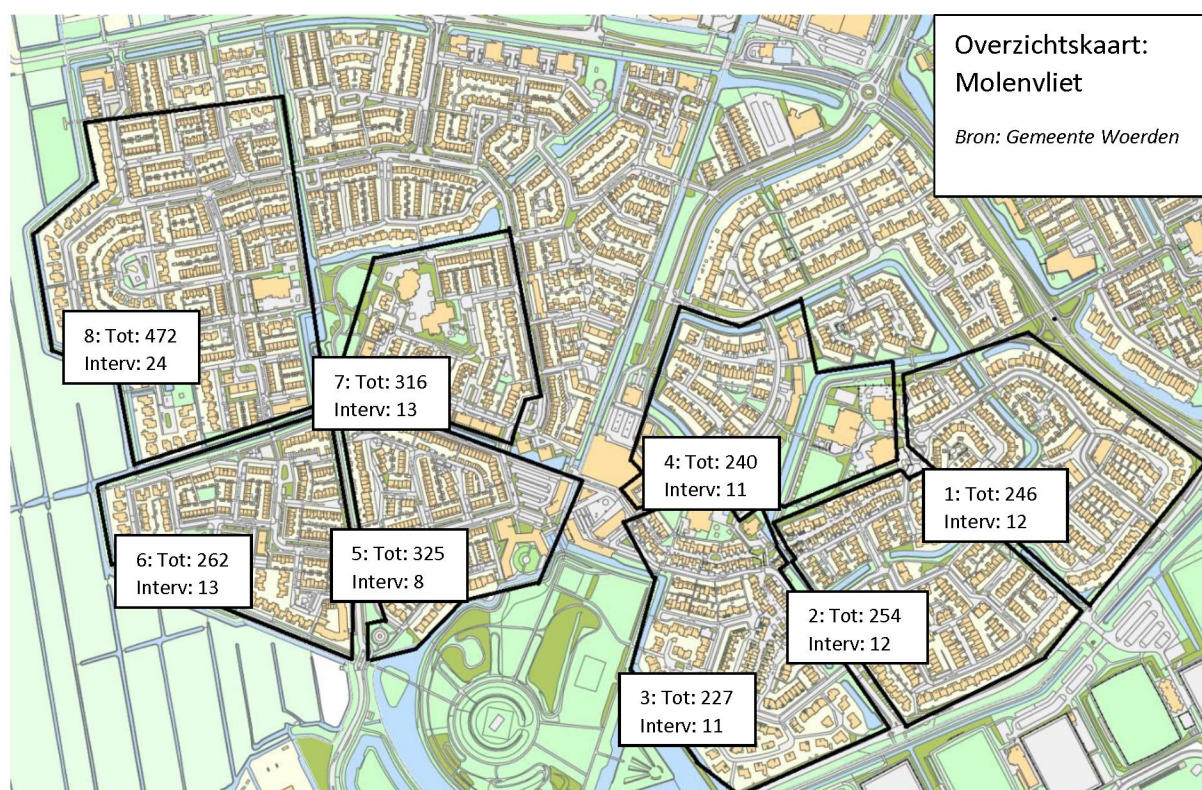 Overzichtskaart:
Molenvliet
Bron: Gemeente Woerden
8: Tot: 472
Interv: 24
7: Tot: 316
Interv: 13
4: Tot: 240
Interv: 11
1: Tot: 246
Interv: 12
6: Tot: 262
Interv: 13
5: Tot: 325
Interv: 8
2: Tot: 254
Interv: 12
3: Tot: 227
Interv: 11